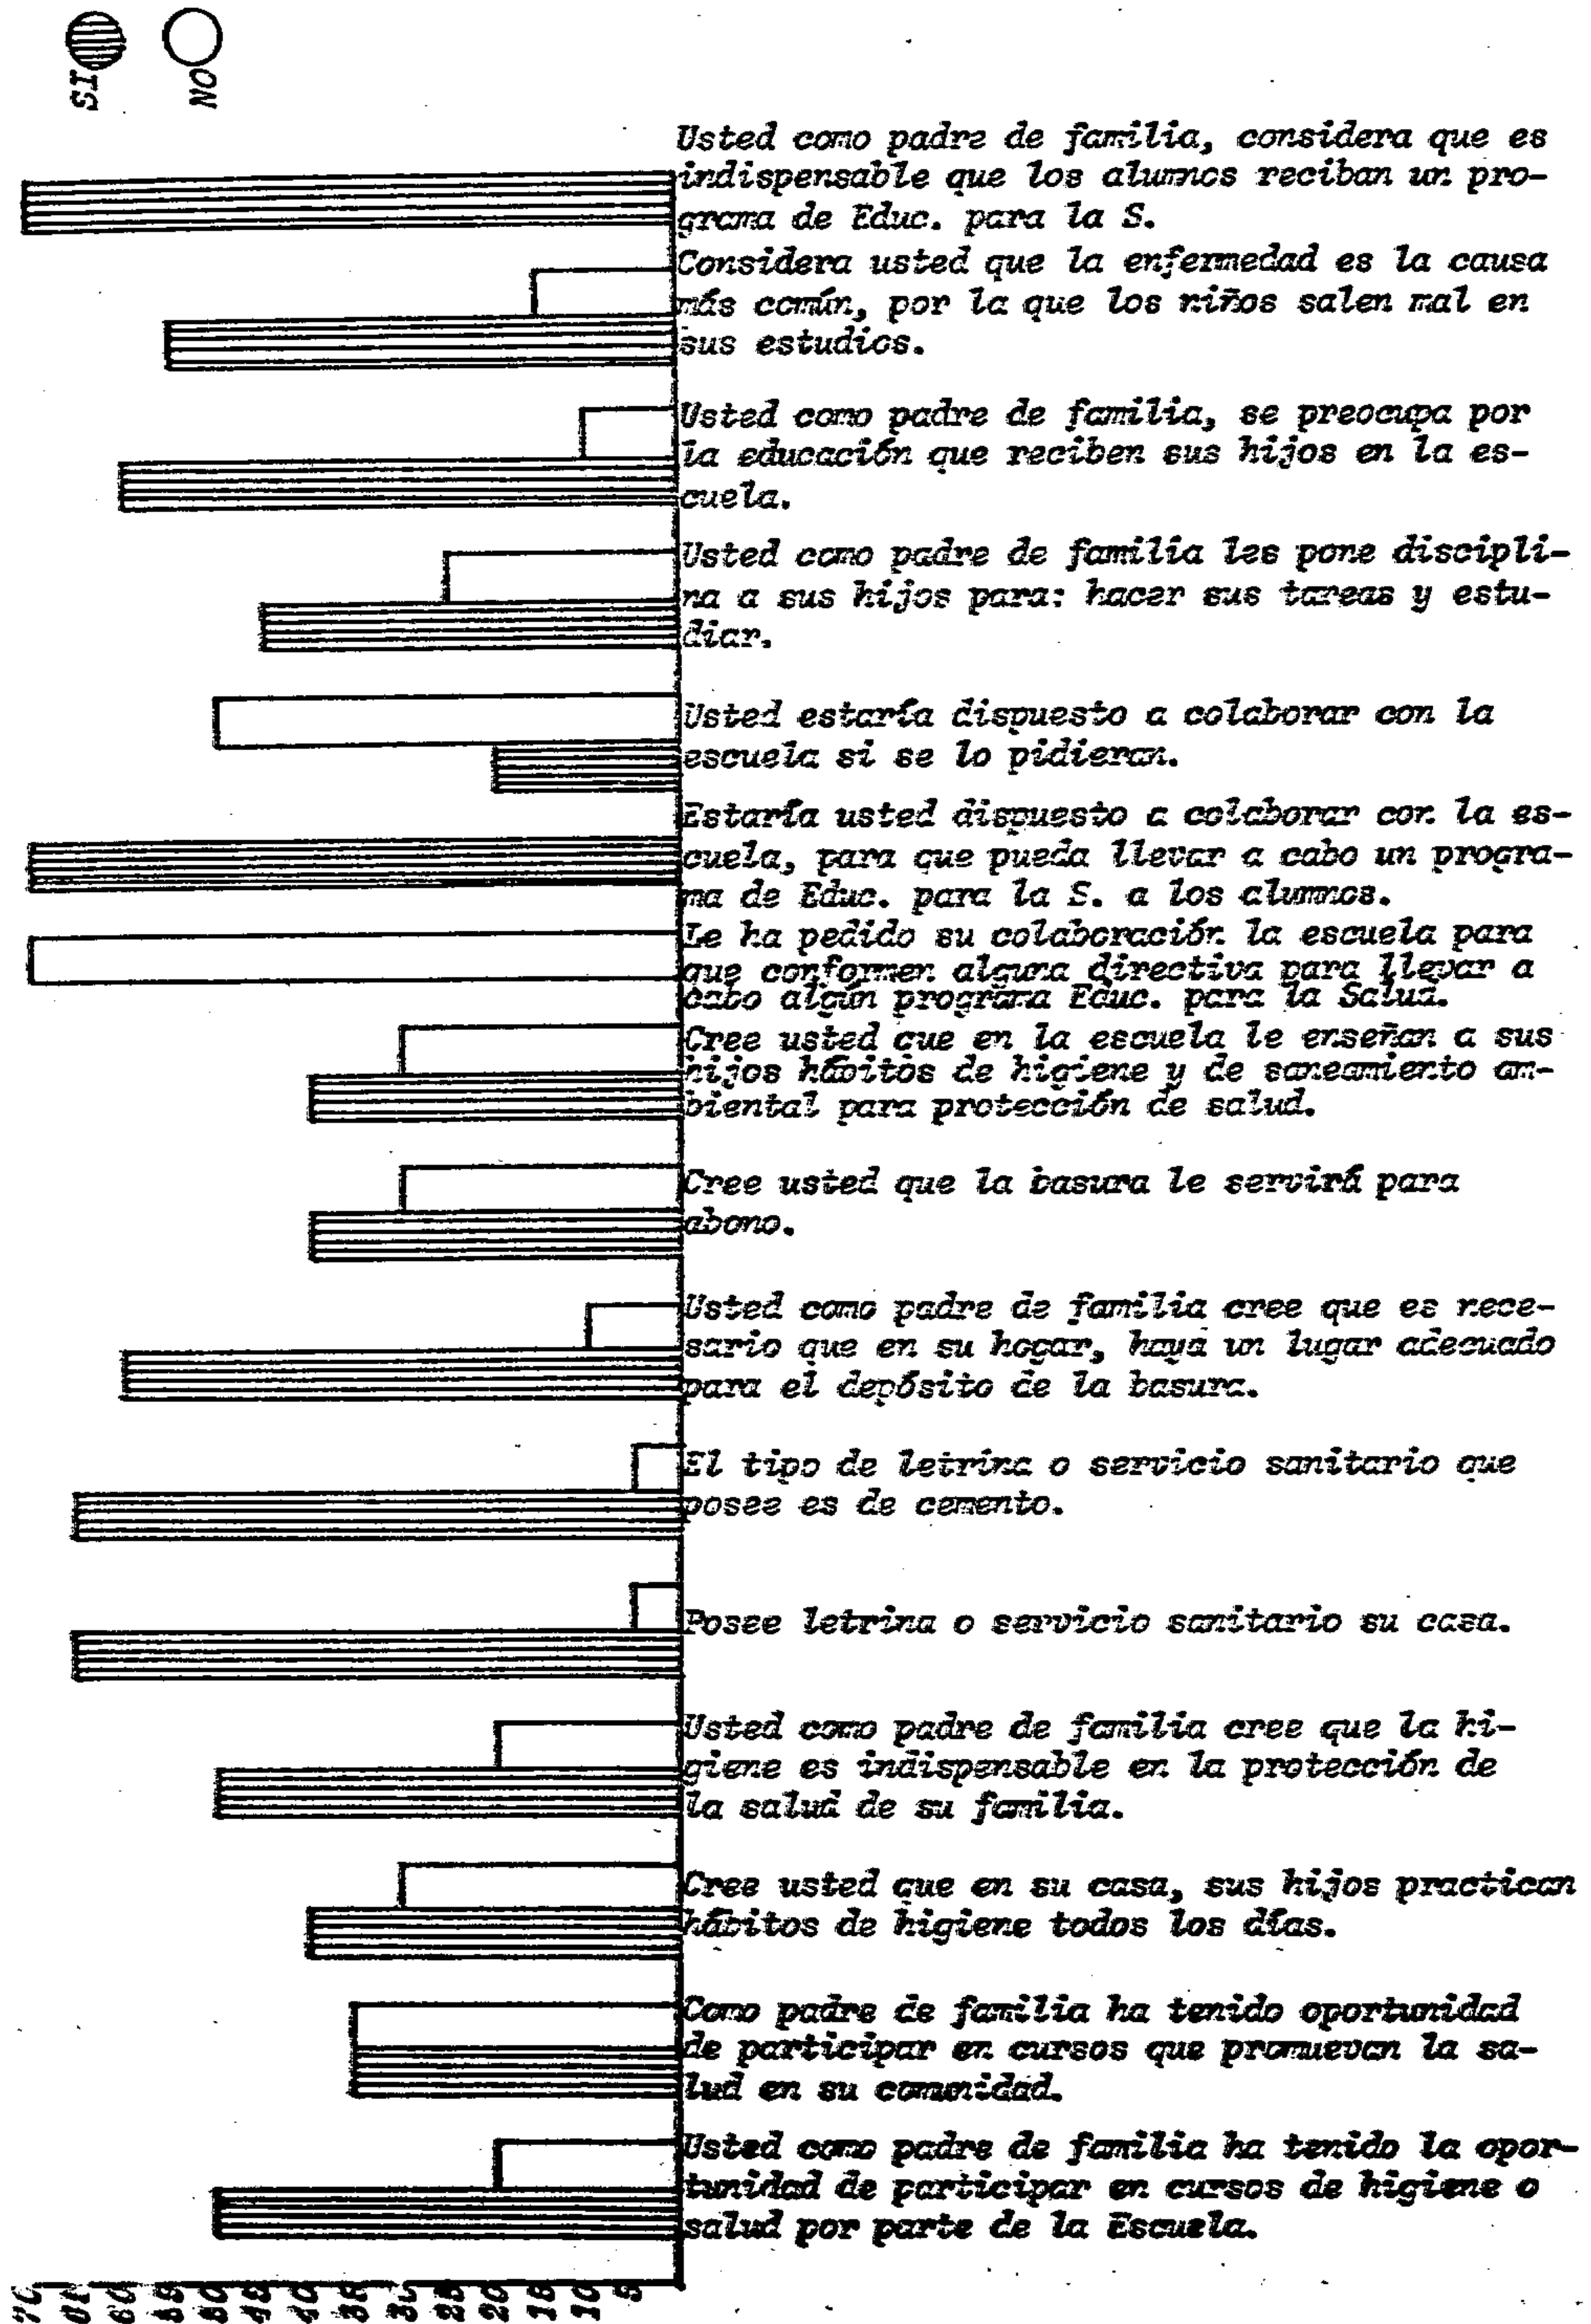 SI
NO
Usted como padre de familia, considera que es
indispensable que los alumnos reciban un pro-
grama de Educ. para la S.
Considera usted que la enfermedad es la causa
más común, por la que los niños salen mal en
sus estudios.
Usted como padre de familia, se preocupa por
la educación que reciben sus hijos en la es-
cuela.
Usted como padre de familia les pone discipli-
na a sus hijos para: hacer sus tareas y estu-
diar.
Usted estaría dispuesto a colaborar con la
escuela si se lo pidieran.
Estaría usted dispuesto a colaborar con la es-
cuela, para que pueda llevar a cabo un progra-
ma de Educ. para la S. a los alumnos.
Le ha pedido su colaboración la escuela para
que conformen alguna directiva para llevar a
cabo algún programa Educ. para la Salud.
Cree usted que en la escuela le enseñan a sus
hijos hábitos de higiene y de saneamiento am-
biental para protección de salud.
Cree usted que la basura le servirá para
abono.
Usted como padre de familia cree que es nece-
sario que en su hogar, haya un lugar adecuado
para el depósito de la basura.
El tipo de letrina o servicio sanitario que
posee es de cemento.
Posee letrina o servicio sanitario su casa.
Usted como padre de familia cree que la hi-
giene es indispensable en la protección de
la salud de su familia.
Cree usted que en su casa, sus hijos practican
hábitos de higiene todos los días.
Como padre de familia ha tenido oportunidad
de participar en cursos que promuevan la sa-
lud en su comunidad.
Usted como padre de familia ha tenido la opor-
tunidad de participar en cursos de higiene o
salud por parte de la Escuela.
70 60 55 50 45 40 35 30 25 20 15 10 5